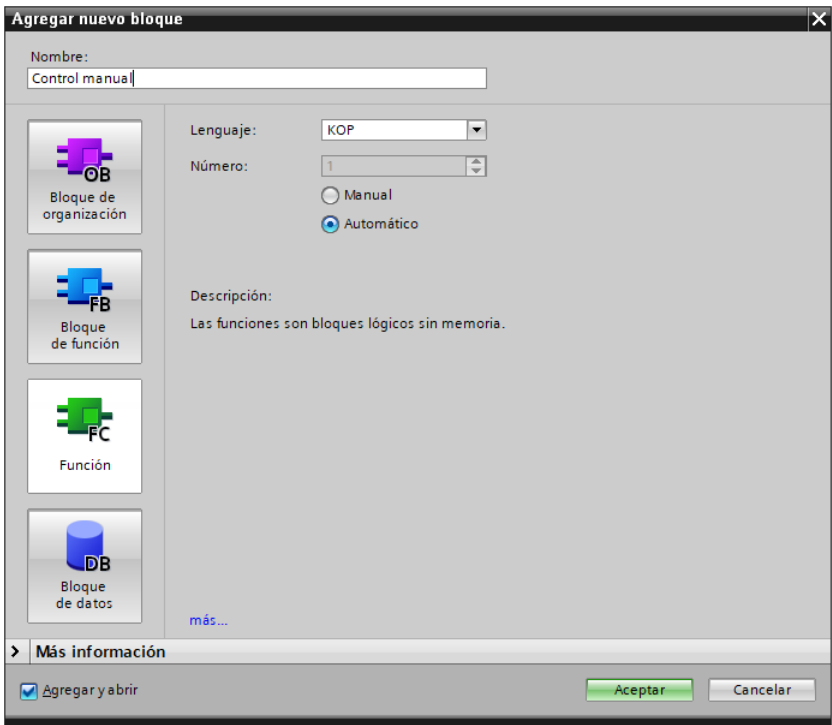 Agregar nuevo bloque
Nombre:
Control manual
OB
Bloque de
organización
FB
Bloque
de función
FC
Función
DB
Bloque
de datos
Lenguaje:
KOP
Número:
1
Manual
Automático
Descripción:
Las funciones son bloques lógicos sin memoria.
más...
Más información
Agregar y abrir
Aceptar
Cancelar